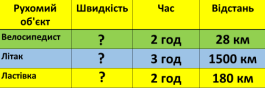 Рухомий об'єкт Швидкість Час Відстань
Велосипедист ? 2 год 28 км
Літак ? 3 год 1500 км
Ластівка ? 2 год 180 км